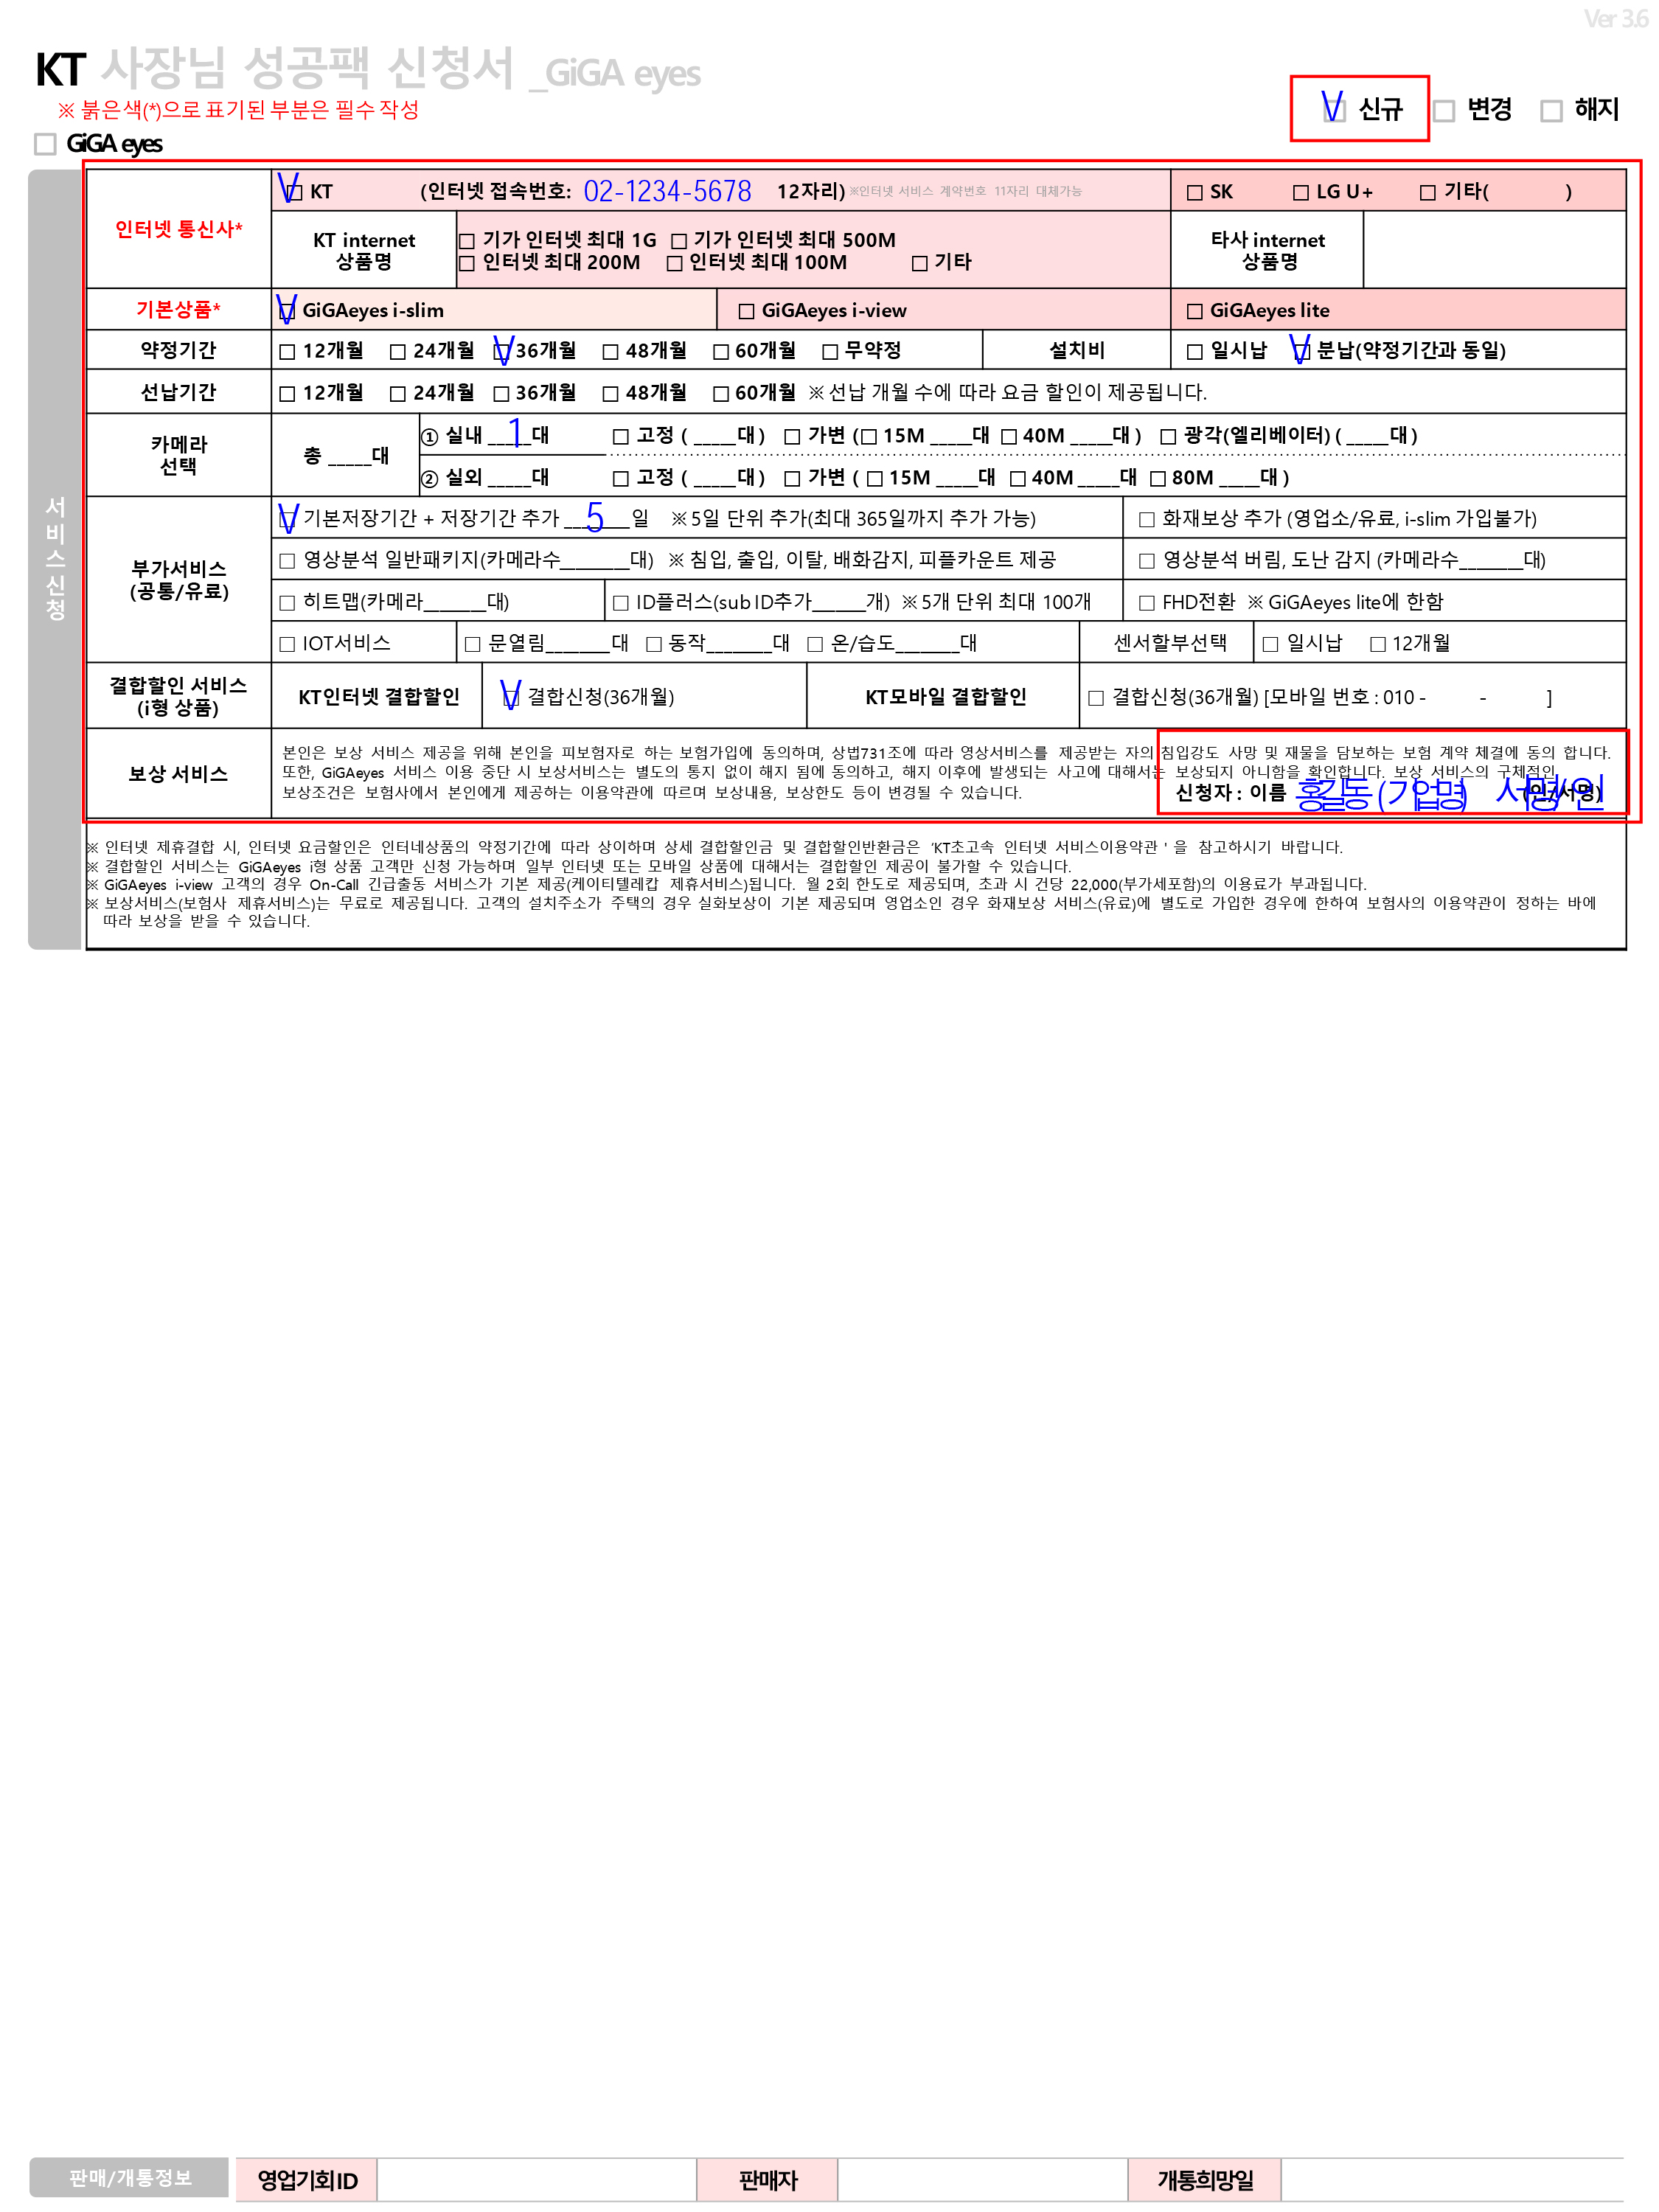 Ver 3.6
KT 사장님 성공팩 신청서 _GiGA eyes
※ 붉은색(*)으로 표기된 부분은 필수 작성
V □ 신규 □ 변경 □ 해지
□ GiGA eyes
서비스신청
인터넷 통신사*
V □ KT (인터넷 접속번호: 02-1234-5678 12자리) ※인터넷 서비스 계약번호 11자리 대체가능
□ SK □ LG U+ □ 기타( )
KT internet
상품명
□ 기가 인터넷 최대 1G □ 기가 인터넷 최대 500M
□ 인터넷 최대 200M □ 인터넷 최대 100M □ 기타
타사 internet
상품명
기본상품* V □ GiGAeyes i-slim □ GiGAeyes i-view □ GiGAeyes lite
약정기간 □ 12개월 □ 24개월 V □ 36개월 □ 48개월 □ 60개월 □ 무약정 설치비 □ 일시납 V □ 분납(약정기간과 동일)
선납기간 □ 12개월 □ 24개월 □ 36개월 □ 48개월 □ 60개월 ※ 선납 개월 수에 따라 요금 할인이 제공됩니다.
카메라
선택
총 _____대
① 실내 __1__대 □ 고정 ( _____대) □ 가변 (□ 15M _____대 □ 40M _____대 ) □ 광각(엘리베이터) ( _____대)
② 실외 _____대 □ 고정 ( _____대) □ 가변 ( □ 15M _____대 □ 40M _____대 □ 80M _____대 )
부가서비스
(공통/유료)
V □ 기본저장기간 + 저장기간 추가 ___5___일 ※ 5일 단위 추가(최대 365일까지 추가 가능) □ 화재보상 추가 (영업소/유료, i-slim 가입불가)
□ 영상분석 일반패키지(카메라수_______대) ※ 침입, 출입, 이탈, 배화감지, 피플카운트 제공 □ 영상분석 버림, 도난 감지 (카메라수_______대)
□ 히트맵(카메라_______대) □ ID플러스(sub ID추가______개) ※ 5개 단위 최대 100개 □ FHD전환 ※ GiGAeyes lite에 한함
□ IOT서비스 □ 문열림_______대 □ 동작_______대 □ 온/습도_______대 센서할부선택 □ 일시납 □ 12개월
결합할인 서비스
(i형 상품)
KT인터넷 결합할인 V □ 결합신청(36개월) KT모바일 결합할인 □ 결합신청(36개월) [모바일 번호 : 010 - - ]
보상 서비스
본인은 보상 서비스 제공을 위해 본인을 피보험자로 하는 보험가입에 동의하며, 상법731조에 따라 영상서비스를 제공받는 자의 침입강도 사망 및 재물을 담보하는 보험 계약 체결에 동의 합니다.
또한, GiGAeyes 서비스 이용 중단 시 보상서비스는 별도의 통지 없이 해지 됨에 동의하고, 해지 이후에 발생되는 사고에 대해서는 보상되지 아니함을 확인합니다. 보상 서비스의 구체적인
보상조건은 보험사에서 본인에게 제공하는 이용약관에 따르며 보상내용, 보상한도 등이 변경될 수 있습니다.
신청자 : 이름 홍길동 (기업명) 서명/인 (인/서명)
※ 인터넷 제휴결합 시, 인터넷 요금할인은 인터네상품의 약정기간에 따라 상이하며 상세 결합할인금 및 결합할인반환금은 'KT초고속 인터넷 서비스이용약관 ' 을 참고하시기 바랍니다.
※ 결합할인 서비스는 GiGAeyes i형 상품 고객만 신청 가능하며 일부 인터넷 또는 모바일 상품에 대해서는 결합할인 제공이 불가할 수 있습니다.
※ GiGAeyes i-view 고객의 경우 On-Call 긴급출동 서비스가 기본 제공(케이티텔레캅 제휴서비스)됩니다. 월 2회 한도로 제공되며, 초과 시 건당 22,000(부가세포함)의 이용료가 부과됩니다.
※ 보상서비스(보험사 제휴서비스)는 무료로 제공됩니다. 고객의 설치주소가 주택의 경우 실화보상이 기본 제공되며 영업소인 경우 화재보상 서비스(유료)에 별도로 가입한 경우에 한하여 보험사의 이용약관이 정하는 바에
따라 보상을 받을 수 있습니다.
판매/개통정보 영업기회ID 판매자 개통희망일